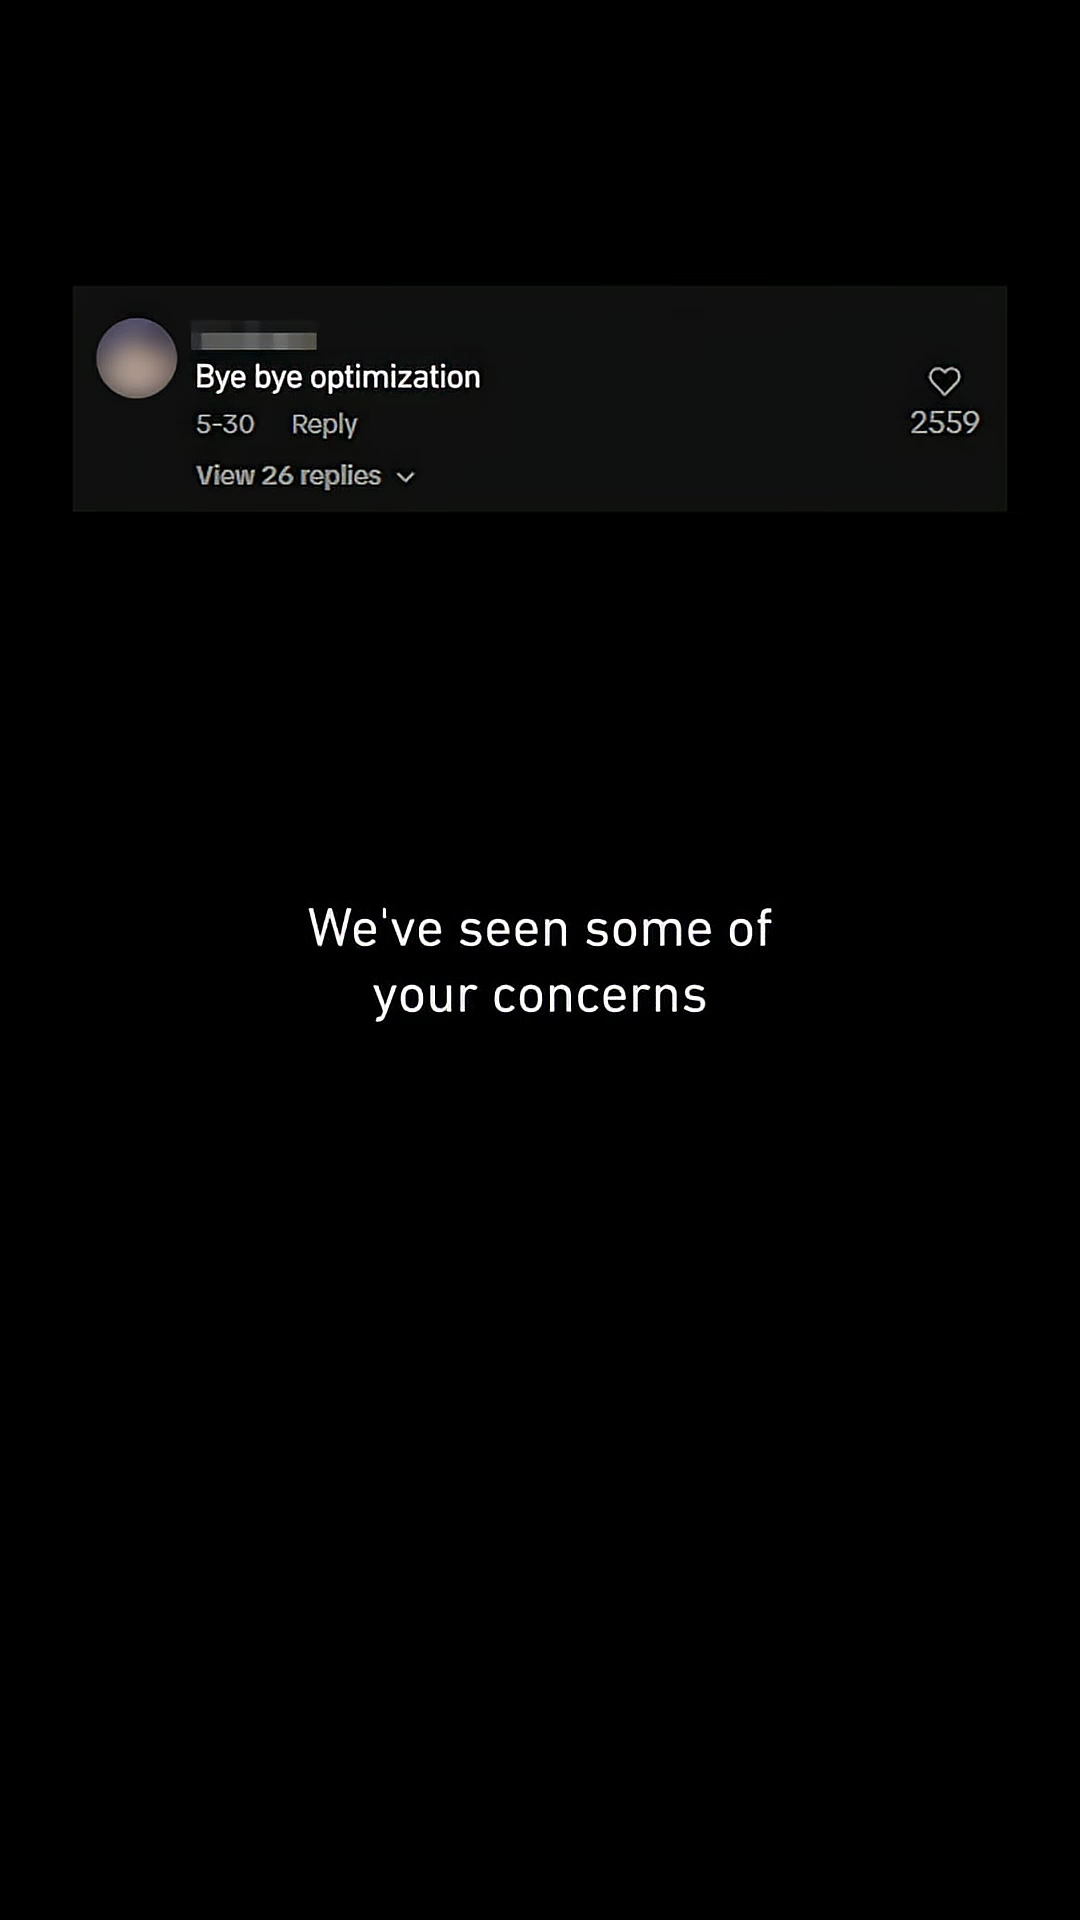 Bye bye optimization
5-30 Reply
2559
View 26 replies
We've seen some of
your concerns